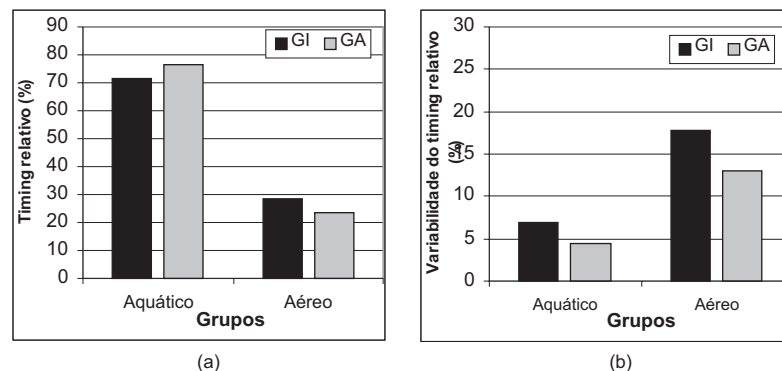 Timing relativo (%)
90
80
70
60
50
40
30
20
10
0
GI GA
Aquático Aéreo
Grupos
(a)
Variabilidade do timing relativo
(%)
30
25
20
15
10
5
0
GI GA
Aquático Aéreo
Grupos
(b)